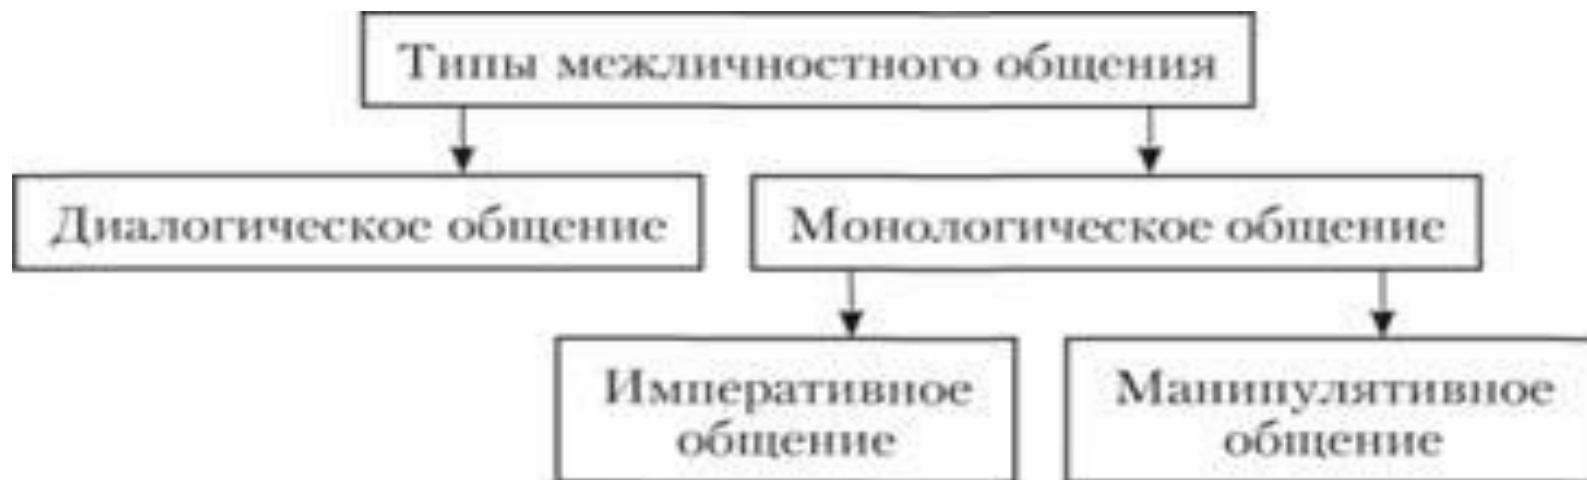 Типы межличностного общения
Диалогическое общение
Монологическое общение
Императивное
общение
Манипулятивное
общение